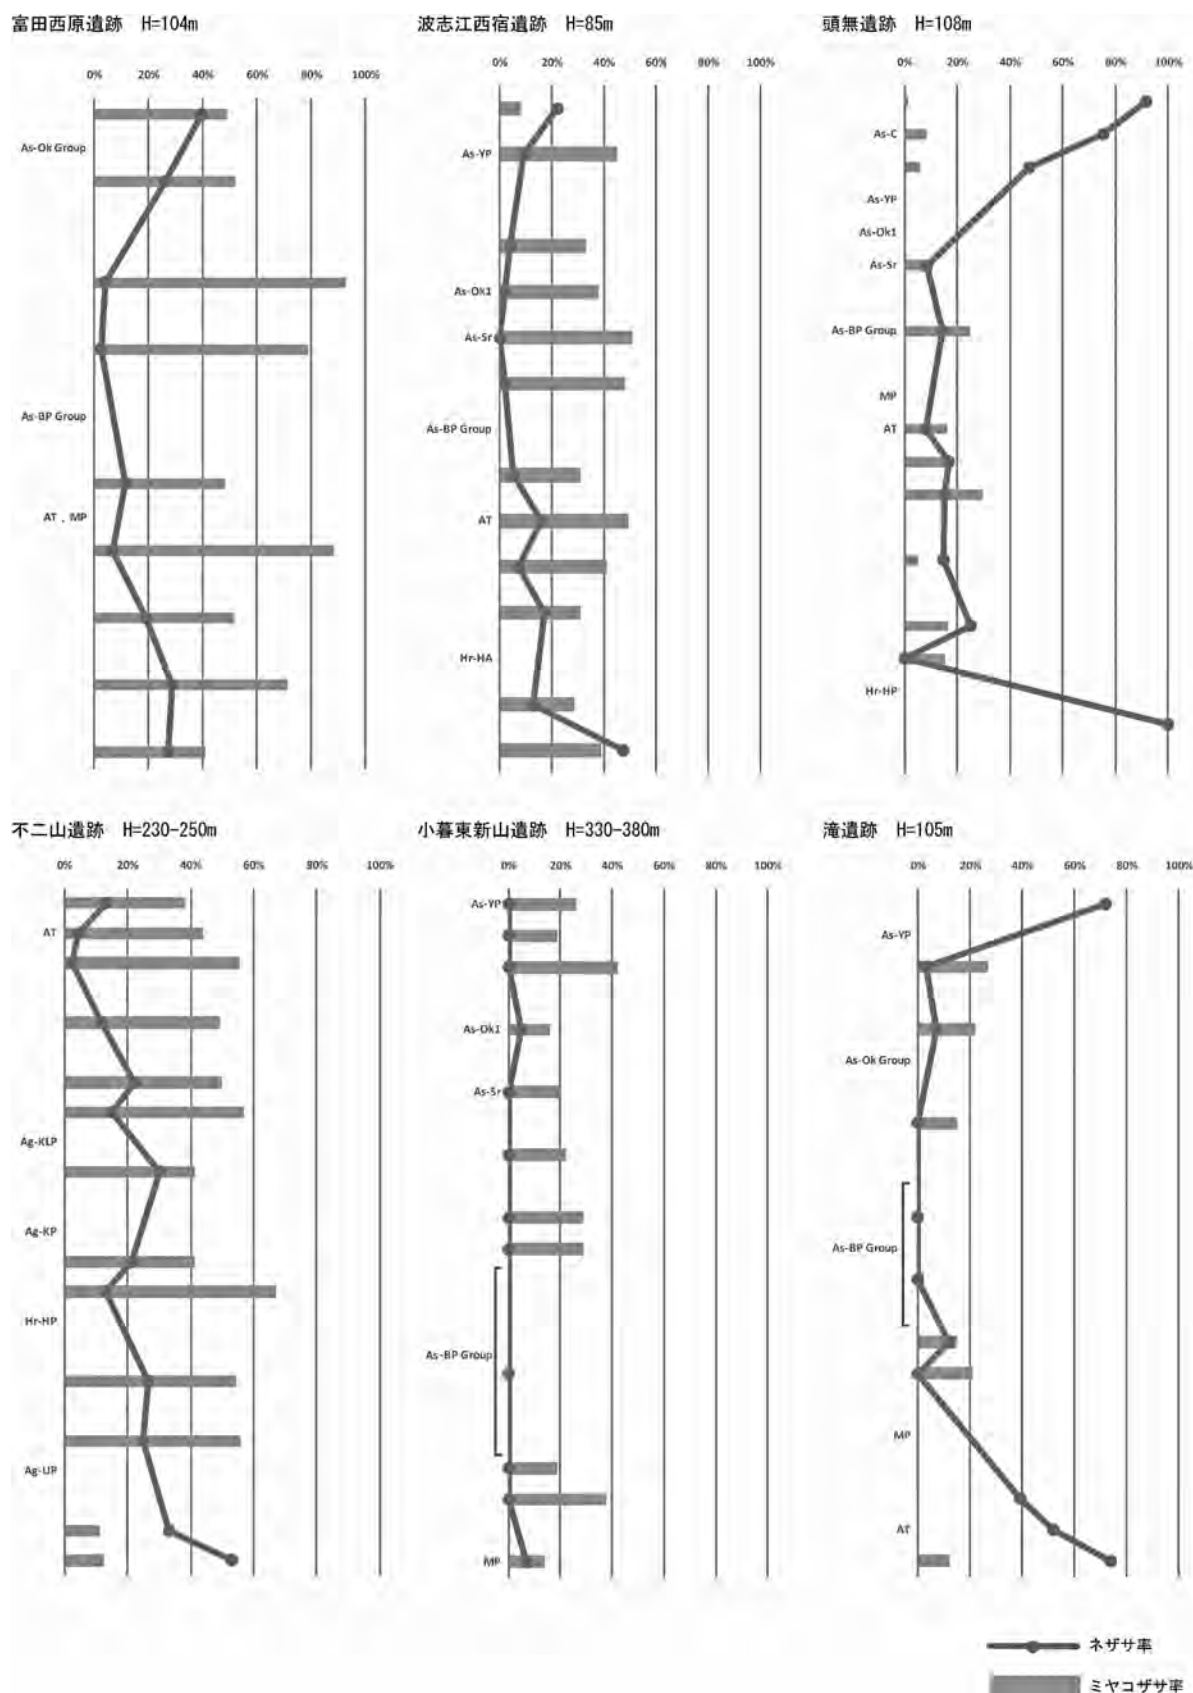 富田西原遺跡 H=104m
0% 20% 40% 60% 80% 100%
As-Ok Group
As-BP Group
AT . MP
波志江西宿遺跡 H=85m
0% 20% 40% 60% 80% 100%
As-YP
As-Ok1
As-Sr
As-BP Group
AT
Hr-HA
頭無遺跡 H=108m
0% 20% 40% 60% 80% 100%
As-C
As-YP
As-Ok1
As-Sr
As-BP Group
MP
AT
Hr-HP
不二山遺跡 H=230-250m
0% 20% 40% 60% 80% 100%
AT
Ag-KLP
Ag-KP
Hr-HP
Ag-UP
小暮東新山遺跡 H=330-380m
0% 20% 40% 60% 80% 100%
As-YP
As-Ok1
As-Sr
As-BP Group
MP
滝遺跡 H=105m
0% 20% 40% 60% 80% 100%
As-YP
As-Ok Group
As-BP Group
MP
AT
ネザサ率
ミヤコザサ率